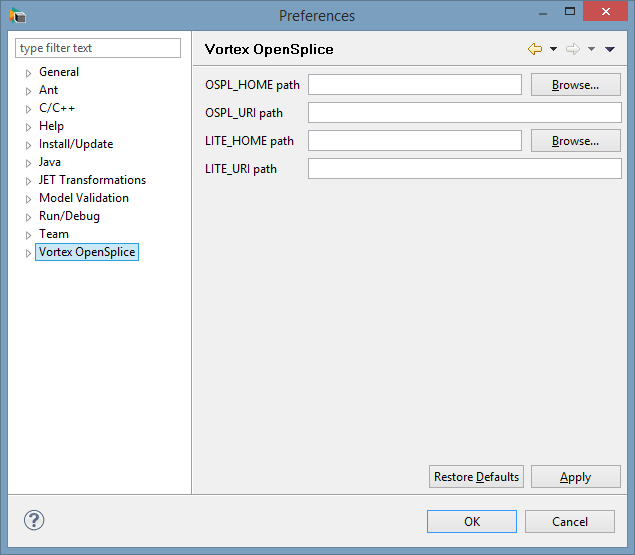 Preferences
type filter text
General
Ant
C/C++
Help
Install/Update
Java
JET Transformations
Model Validation
Run/Debug
Team
Vortex OpenSplice
Vortex OpenSplice
OSPL_HOME path Browse...
OSPL_URI path
LITE_HOME path Browse...
LITE_URI path
Restore Defaults Apply
OK Cancel